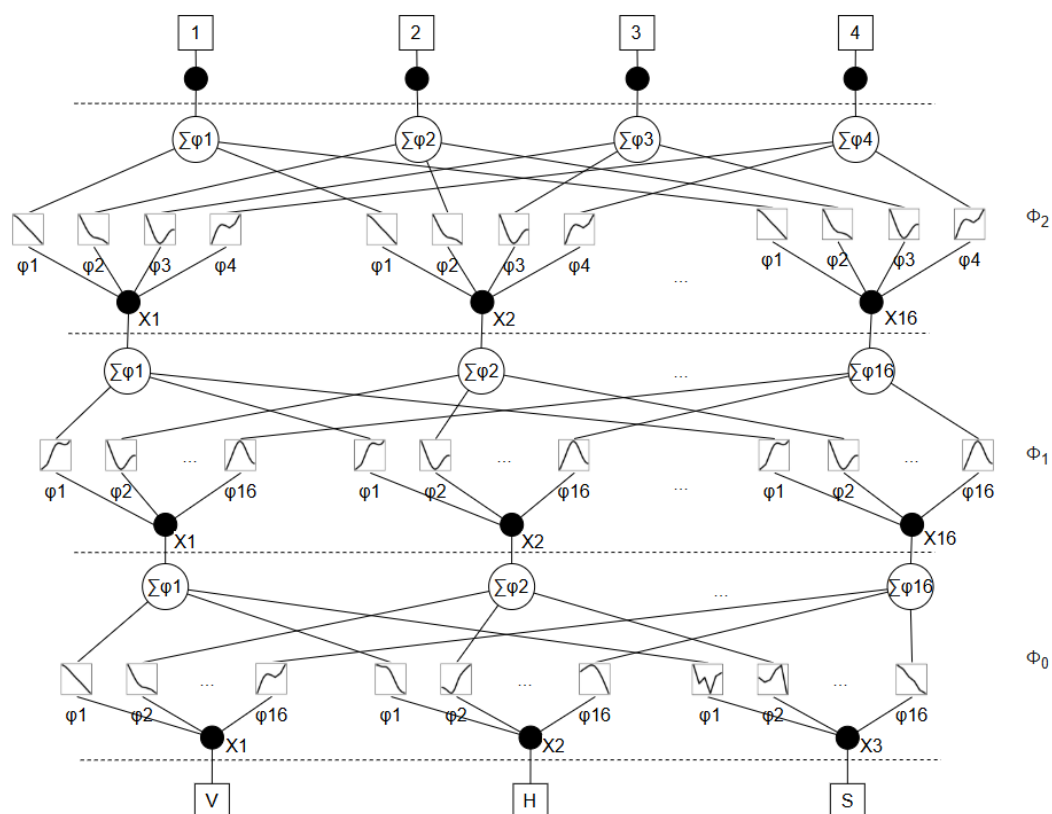 1 2 3 4
∑φ1 ∑φ2 ∑φ3 ∑φ4
Φ2
φ1 φ2 φ3 φ4 φ1 φ2 φ3 φ4 ... φ1 φ2 φ3 φ4
X1 X2 X16
∑φ1 ∑φ2 ... ∑φ16
... ... ... Φ1
φ1 φ2 φ16 φ1 φ2 φ16 ... φ1 φ2 φ16
X1 X2 X16
∑φ1 ∑φ2 ... ∑φ16
Φ0
... ... ...
φ1 φ2 φ16 φ1 φ2 φ16 φ1 φ2 φ16
X1 X2 X3
V H S